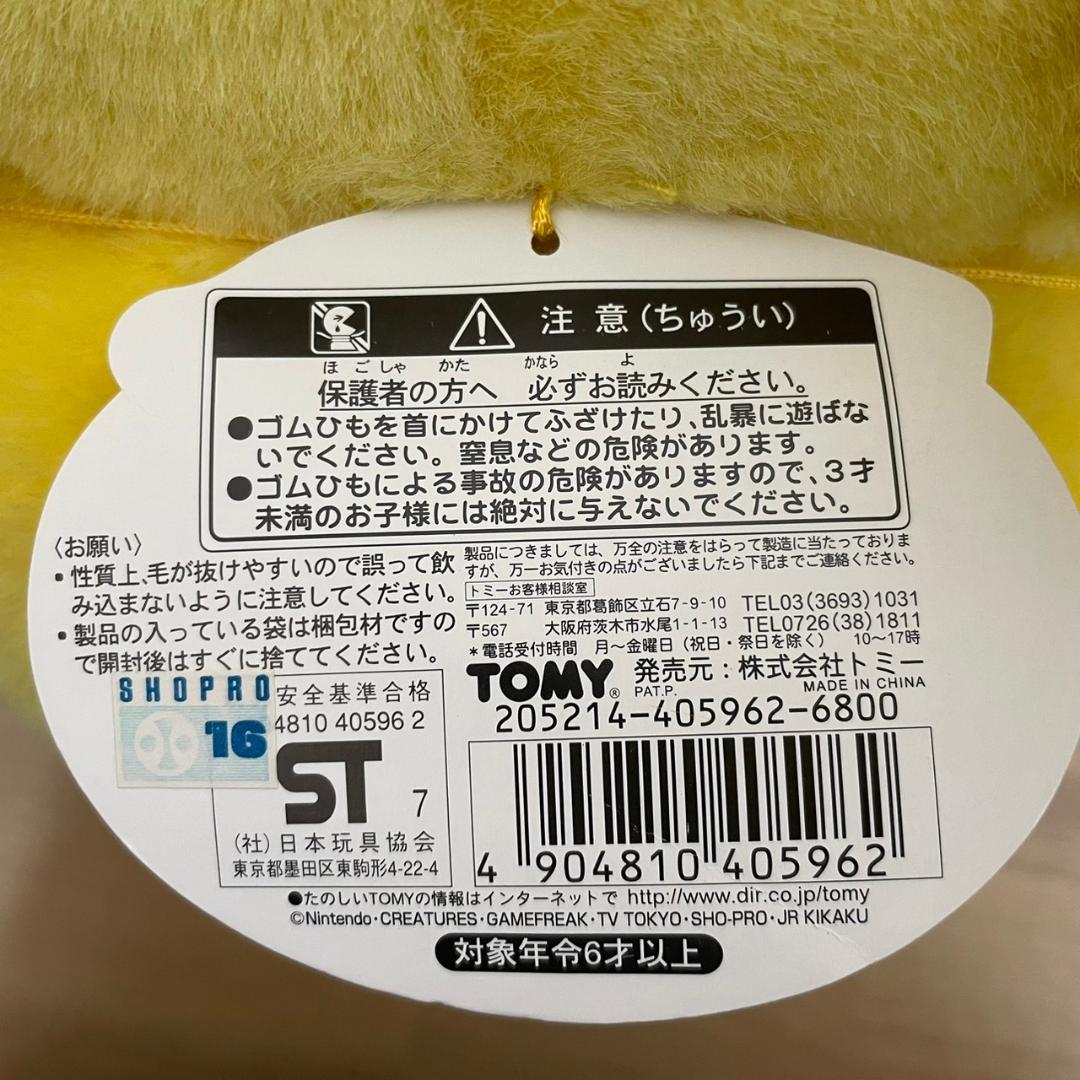 注意(ちゅうい)
ほごしゃ かた かなら よ
保護者の方へ 必ずお読みください。
●ゴムひもを首にかけてふざけたり、乱暴に遊ばな
いでください。窒息などの危険があります。
●ゴムひもによる事故の危険がありますので、3才
未満のお子様には絶対に与えないでください。
〈お願い〉
・性質上、毛が抜けやすいので誤って飲
み込まないように注意してください。
・製品の入っている袋は梱包材ですの
で開封後はすぐに捨ててください。
製品につきましては、万全の注意をはらって製造に当たっておりま
すが、万一お気付きの点がございましたら下記までご連絡ください。
トミーお客様相談室
〒124-71 東京都葛飾区立石7-9-10 TEL03(3693)1031
〒567 大阪府茨木市水尾1-1-13 TEL0726(38)1811
*電話受付時間 月~金曜日(祝日・祭日を除く) 10~17時
TOMY® 発売元:株式会社トミー
PAT.P. MADE IN CHINA
205214-405962-6800
SHOPRO
16
安全基準合格
4810 40596 2
ST 7
(社)日本玩具協会
東京都墨田区東駒形4-22-4
4 904810 405962
●たのしいTOMYの情報はインターネットで http://www.dir.co.jp/tomy
©Nintendo・CREATURES・GAMEFREAK・TV TOKYO・SHO-PRO・JR KIKAKU
対象年令6才以上